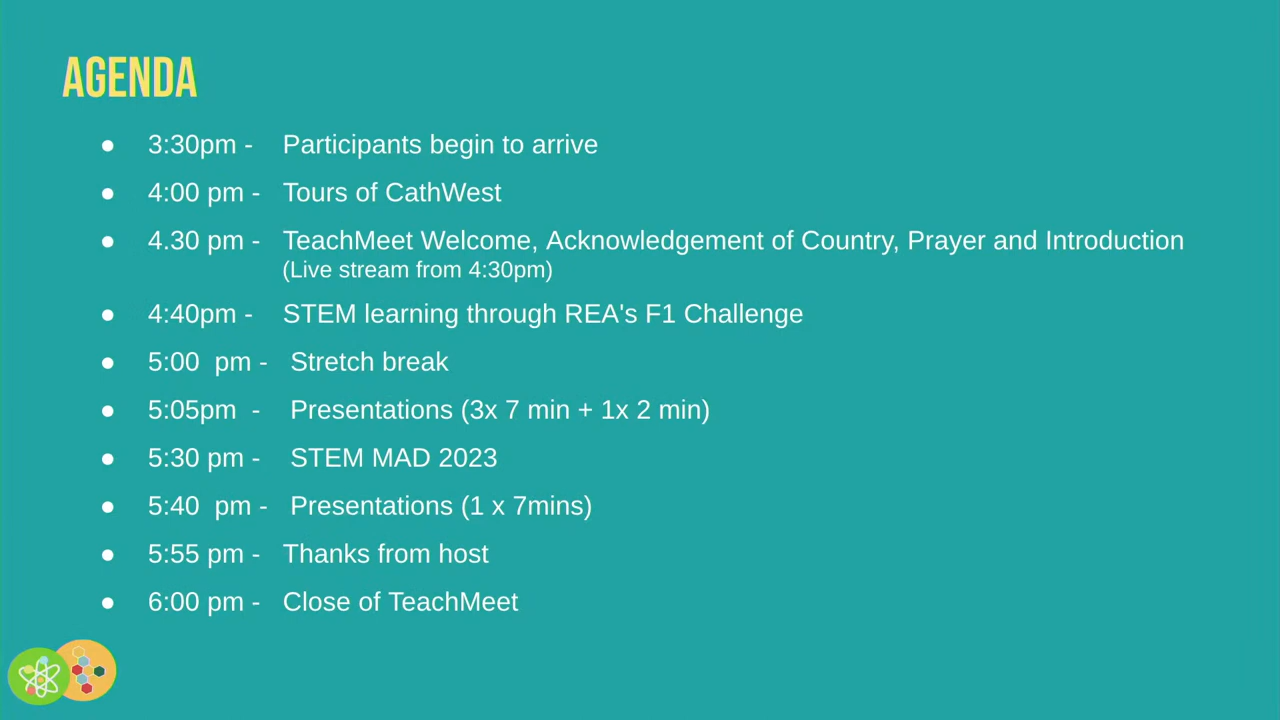 AGENDA
● 3:30pm - Participants begin to arrive
● 4:00 pm - Tours of CathWest
● 4.30 pm - TeachMeet Welcome, Acknowledgement of Country, Prayer and Introduction
(Live stream from 4:30pm)
● 4:40pm - STEM learning through REA's F1 Challenge
● 5:00 pm - Stretch break
● 5:05pm - Presentations (3x 7 min + 1x 2 min)
● 5:30 pm - STEM MAD 2023
● 5:40 pm - Presentations (1 x 7mins)
● 5:55 pm - Thanks from host
● 6:00 pm - Close of TeachMeet